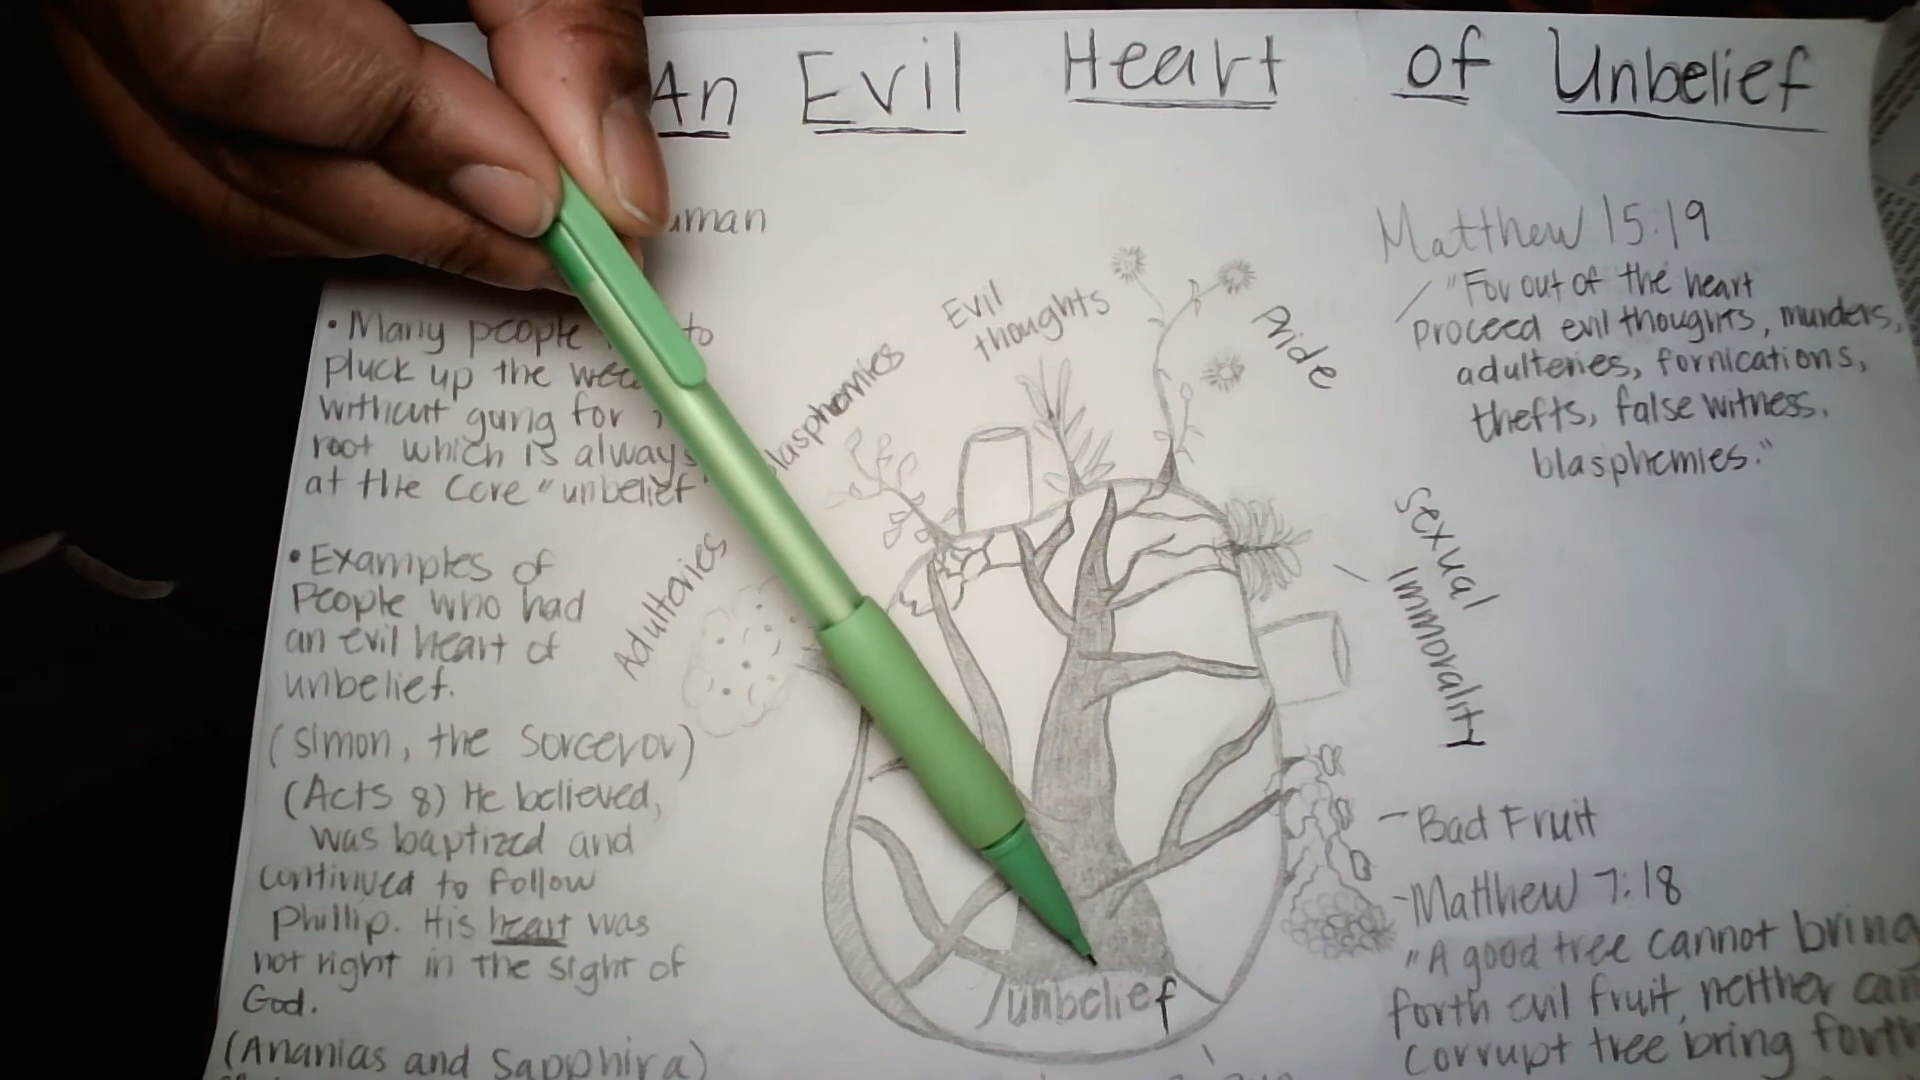 An Evil Heart of Unbelief
• Many people to
pluck up the
without gung for
root which is always
at the core "unbelief"
• Examples of
People who had
an evil heart of
unbelief.
(simon, the Sorceror)
(Acts 8) He believed,
was baptized and
continued to follow
Phillip. His heart was
not right in the sight of
God.
(Ananias and Sapphira)
Adulteries
Evil
thoughts
Pride
Sexual
Immorality
unbelief
Matthew 15:19
"For out of the heart
proceed evil thoughts, murders,
adulteries, fornications,
thefts, false witness,
blasphemies."
- Bad Fruit
- Matthew 7:18
"A good tree cannot bring
forth evil fruit, neither can
corrupt tree bring forth